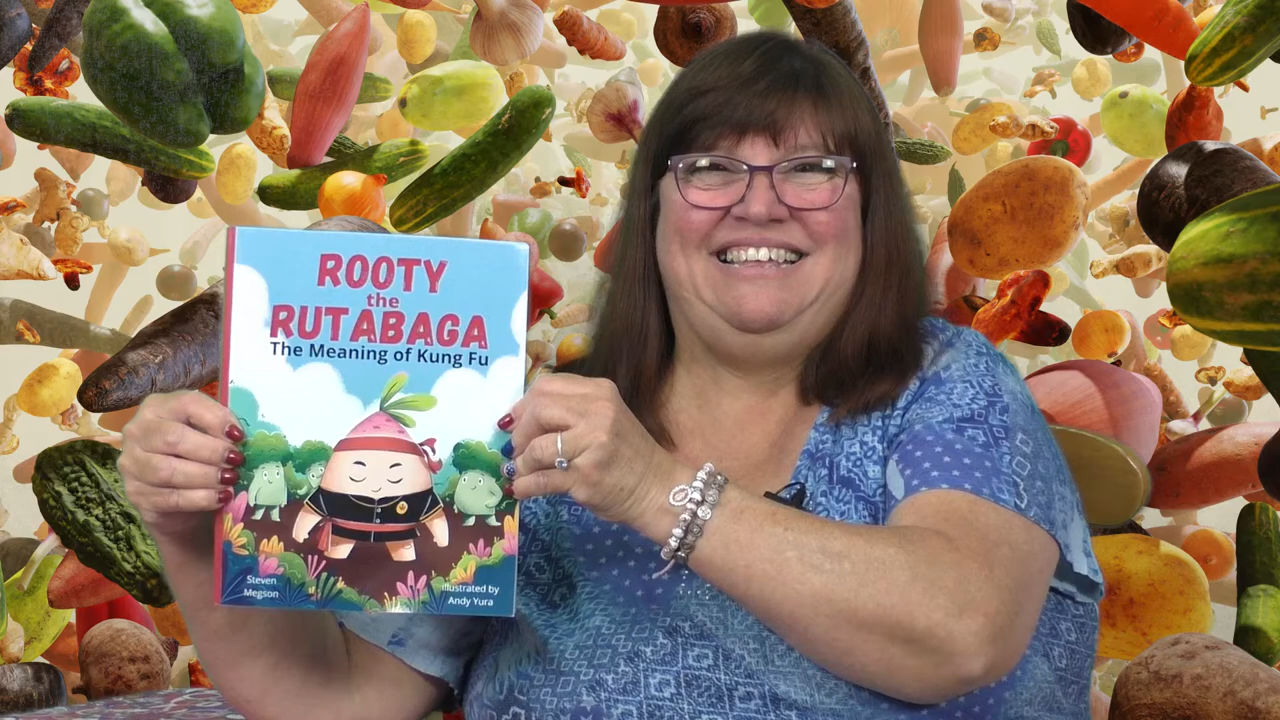 ROOTY
the
RUTABAGA
The Meaning of Kung Fu
Steven
Megson
Illustrated by
Andy Yura